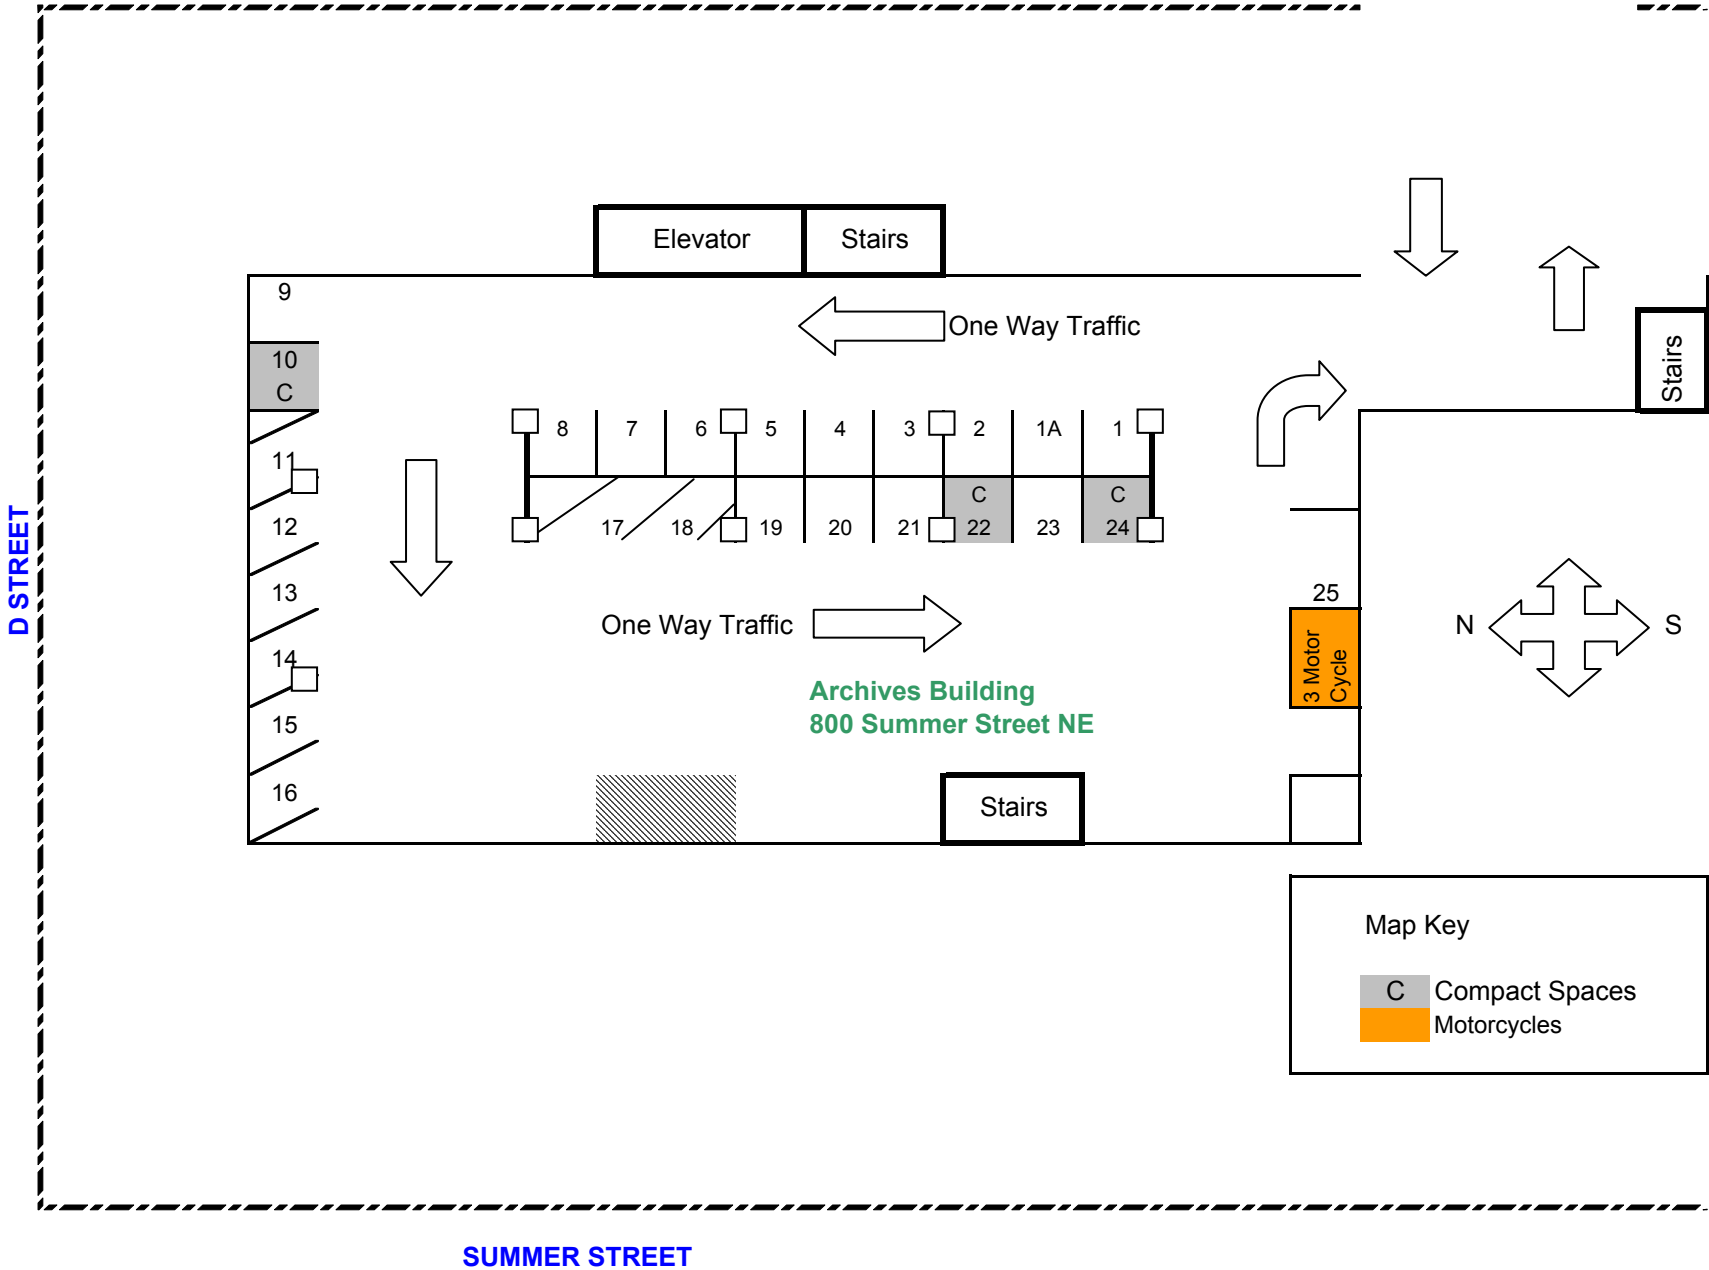 Elevator
Stairs
9
One Way Traffic
10
C
Stairs
8
7
6
5
4
3
2
1A
1
11
C
C
12
17
18
19
20
21
22
23
24
D STREET
13
25
One Way Traffic
N
S
14
3 Motor
Cycle
Archives Building
800 Summer Street NE
15
16
Stairs
Map Key
C Compact Spaces
Motorcycles
SUMMER STREET